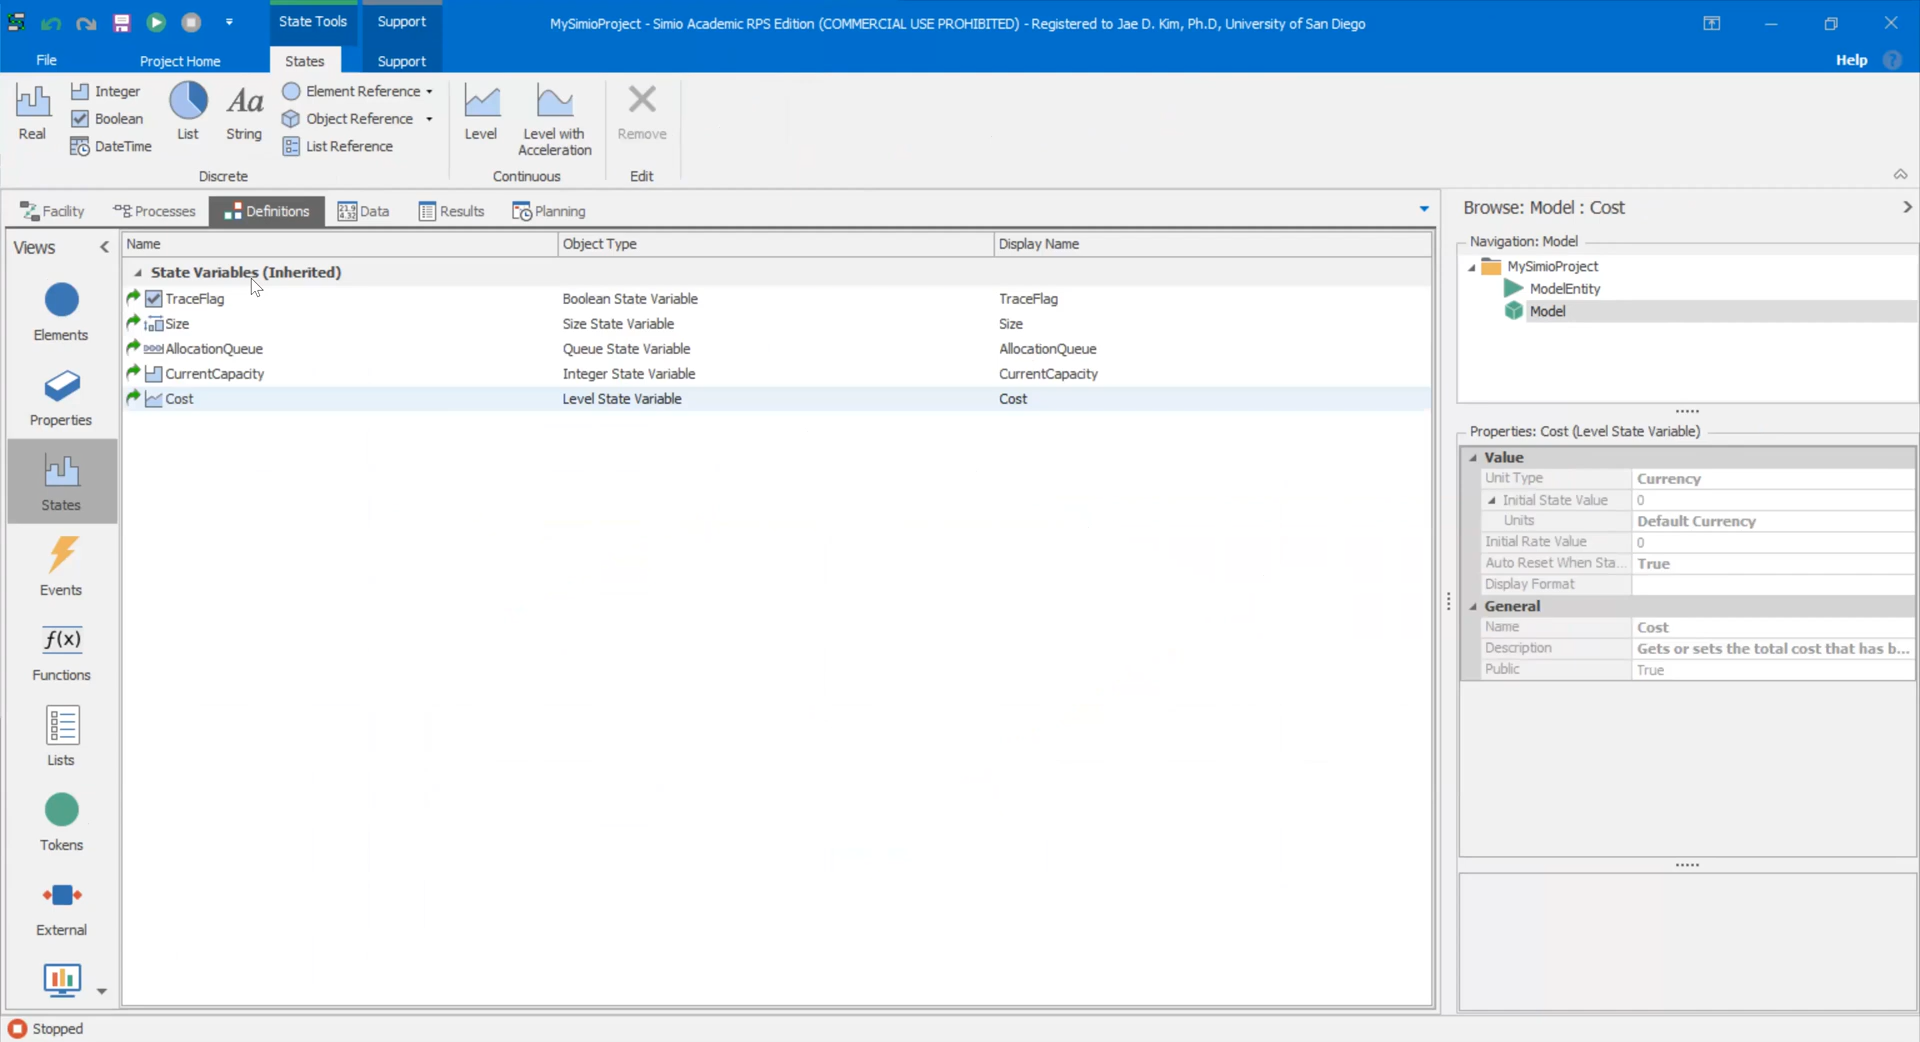 State Tools
Support
MySimioProject - Simio Academic RPS Edition (COMMERCIAL USE PROHIBITED) - Registered to Jae D. Kim, Ph.D, University of San Diego
File
Project Home
States
Support
Help
?
Real
Integer
Boolean
DateTime
List
Aa
String
Element Reference
Object Reference
List Reference
Discrete
Level
Level with
Acceleration
Continuous
Remove
Edit
Facility
Processes
Definitions
Data
Results
Planning
Views
Name
Object Type
Display Name
State Variables (Inherited)
TraceFlag
Boolean State Variable
TraceFlag
Size
Size State Variable
Size
AllocationQueue
Queue State Variable
AllocationQueue
CurrentCapacity
Integer State Variable
CurrentCapacity
Cost
Level State Variable
Cost
Elements
Properties
States
Events
f(x)
Functions
Lists
Tokens
External
Browse: Model : Cost
Navigation: Model
MySimioProject
ModelEntity
Model
Properties: Cost (Level State Variable)
Value
Unit Type
Currency
Initial State Value
0
Units
Default Currency
Initial Rate Value
0
Auto Reset When Sta...
True
Display Format
General
Name
Cost
Description
Gets or sets the total cost that has b...
Public
True
Stopped